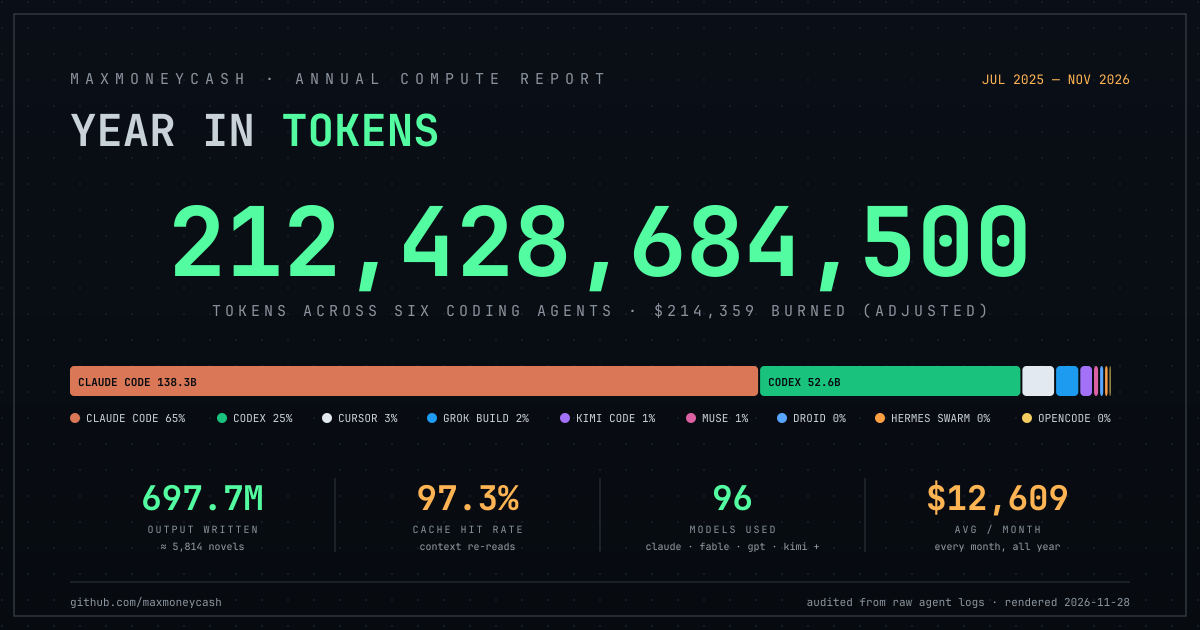 MAXMONEYCASH · ANNUAL COMPUTE REPORT
JUL 2025 — NOV 2026
YEAR IN TOKENS
212,428,684,500
TOKENS ACROSS SIX CODING AGENTS · $214,359 BURNED (ADJUSTED)
CLAUDE CODE 138.3B
CODEX 52.6B
CLAUDE CODE 65%
CODEX 25%
CURSOR 3%
GROK BUILD 2%
KIMI CODE 1%
MUSE 1%
DROID 0%
HERMES SWARM 0%
OPENCODE 0%
697.7M
OUTPUT WRITTEN
≈ 5,814 novels
97.3%
CACHE HIT RATE
context re-reads
96
MODELS USED
claude · fable · gpt · kimi +
$12,609
AVG / MONTH
every month, all year
github.com/maxmoneycash
audited from raw agent logs · rendered 2026-11-28